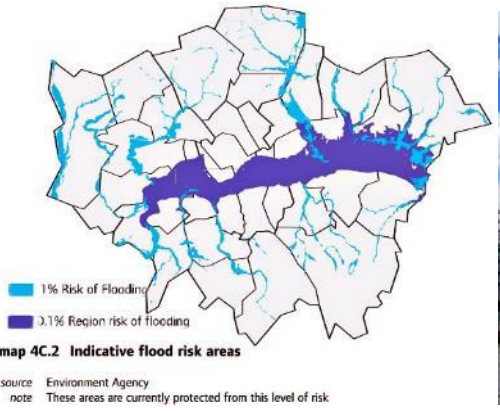 1% Risk of Flooding
0.1% Region risk of flooding
map 4C.2 Indicative flood risk areas
source Environment Agency
note These areas are currently protected from this level of risk